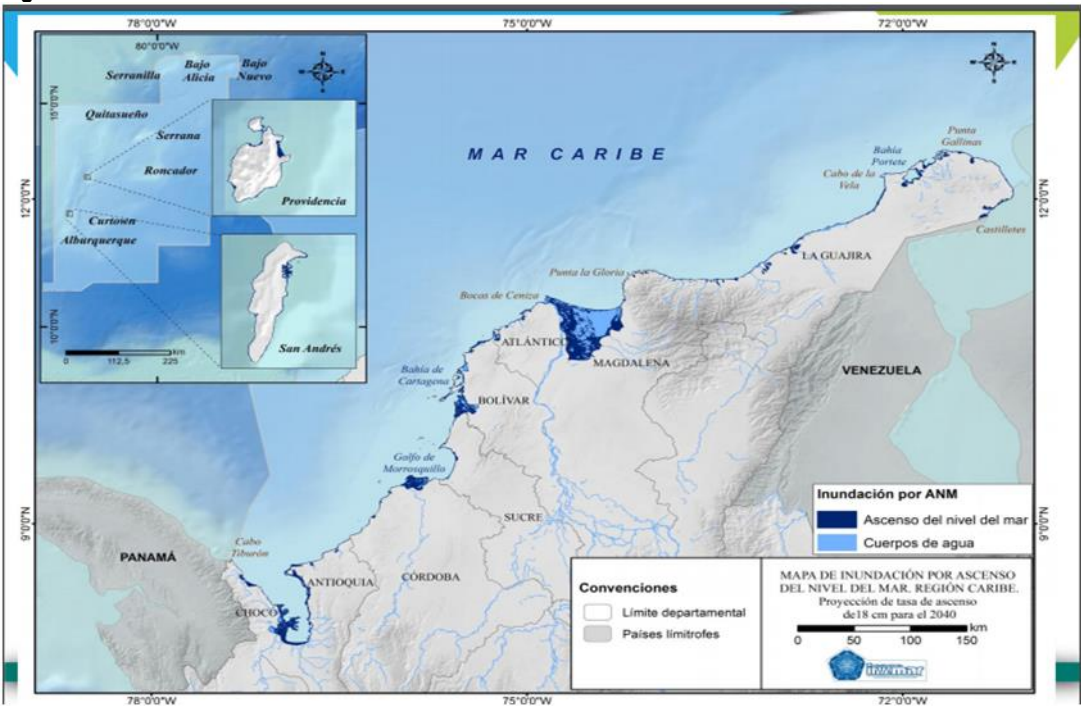 78°0'0"W
75°0'0"W
72°0'0"W
80°0'0"W
Serranilla
Bajo
Alicia
Bajo
Nuevo
15°0'0"N
Quitasueño
Serrana
Roncador
Providencia
Curtown
Alburquerque
San Andrés
10°0'0"N
km
0 112,5 225
MAR CARIBE
Punta
Gallinas
Bahía
Portete
Cabo de la
Vela
12°0'0"N
12°0'0"N
Castilletes
LA GUAJIRA
Punta la Gloria
Bocas de Ceniza
ATLÁNTICO
MAGDALENA
Bahía de
Cartagena
VENEZUELA
BOLÍVAR
Golfo de
Morrosquillo
SUCRE
9°0'0"N
9°0'0"N
Cabo
Tiburón
PANAMÁ
ANTIOQUIA
CÓRDOBA
CHOCÓ
Inundación por ANM
Ascenso del nivel del mar
Cuerpos de agua
Convenciones
Límite departamental
Países límitrofes
MAPA DE INUNDACIÓN POR ASCENSO
DEL NIVEL DEL MAR. REGIÓN CARIBE.
Proyección de tasa de ascenso
de18 cm para el 2040
km
0 50 100 150
invemar
78°0'0"W
75°0'0"W
72°0'0"W